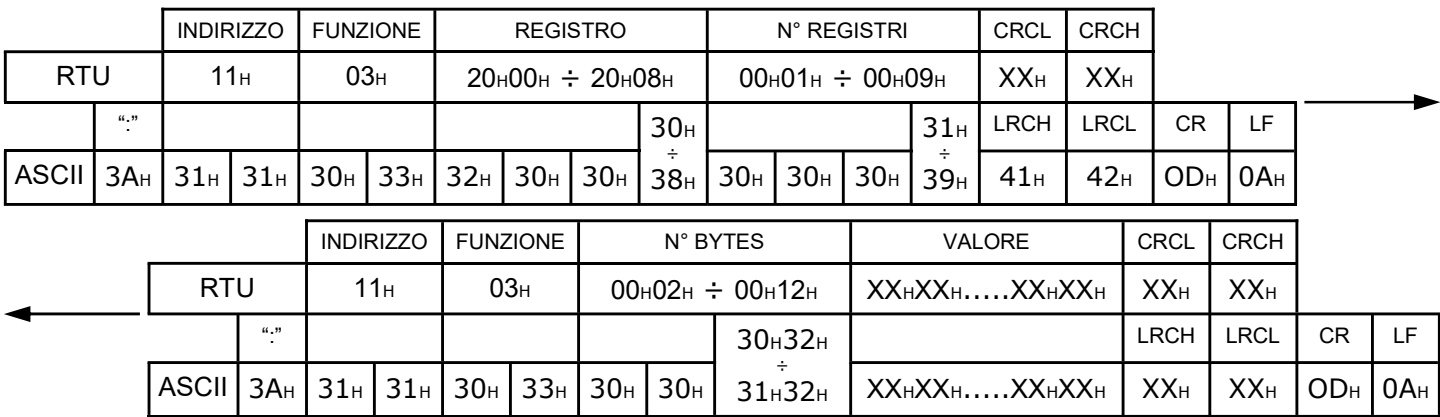 INDIRIZZO FUNZIONE REGISTRO N° REGISTRI CRCL CRCH
RTU 11H 03H 20H00H ÷ 20H08H 00H01H ÷ 00H09H XXH XXH
“:” 30H 31H LRCH LRCL CR LF
÷ ÷
ASCII 3AH 31H 31H 30H 33H 32H 30H 30H 38H 30H 30H 30H 39H 41H 42H ODH 0AH
INDIRIZZO FUNZIONE N° BYTES VALORE CRCL CRCH
RTU 11H 03H 00H02H ÷ 00H12H XXHXXH.....XXHXXH XXH XXH
“:” 30H32H LRCH LRCL CR LF
÷
ASCII 3AH 31H 31H 30H 33H 30H 30H 31H32H XXHXXH.....XXHXXH XXH XXH ODH 0AH